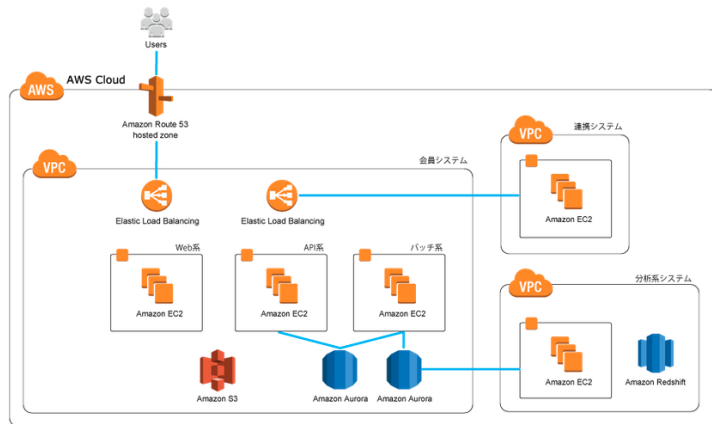 Users
AWS
AWS Cloud
Amazon Route 53
hosted zone
VPC
会員システム
Elastic Load Balancing
Elastic Load Balancing
VPC
連携システム
Amazon EC2
Web系
API系
バッチ系
Amazon EC2
Amazon EC2
Amazon EC2
VPC
分析系システム
Amazon EC2
Amazon Redshift
Amazon S3
Amazon Aurora
Amazon Aurora